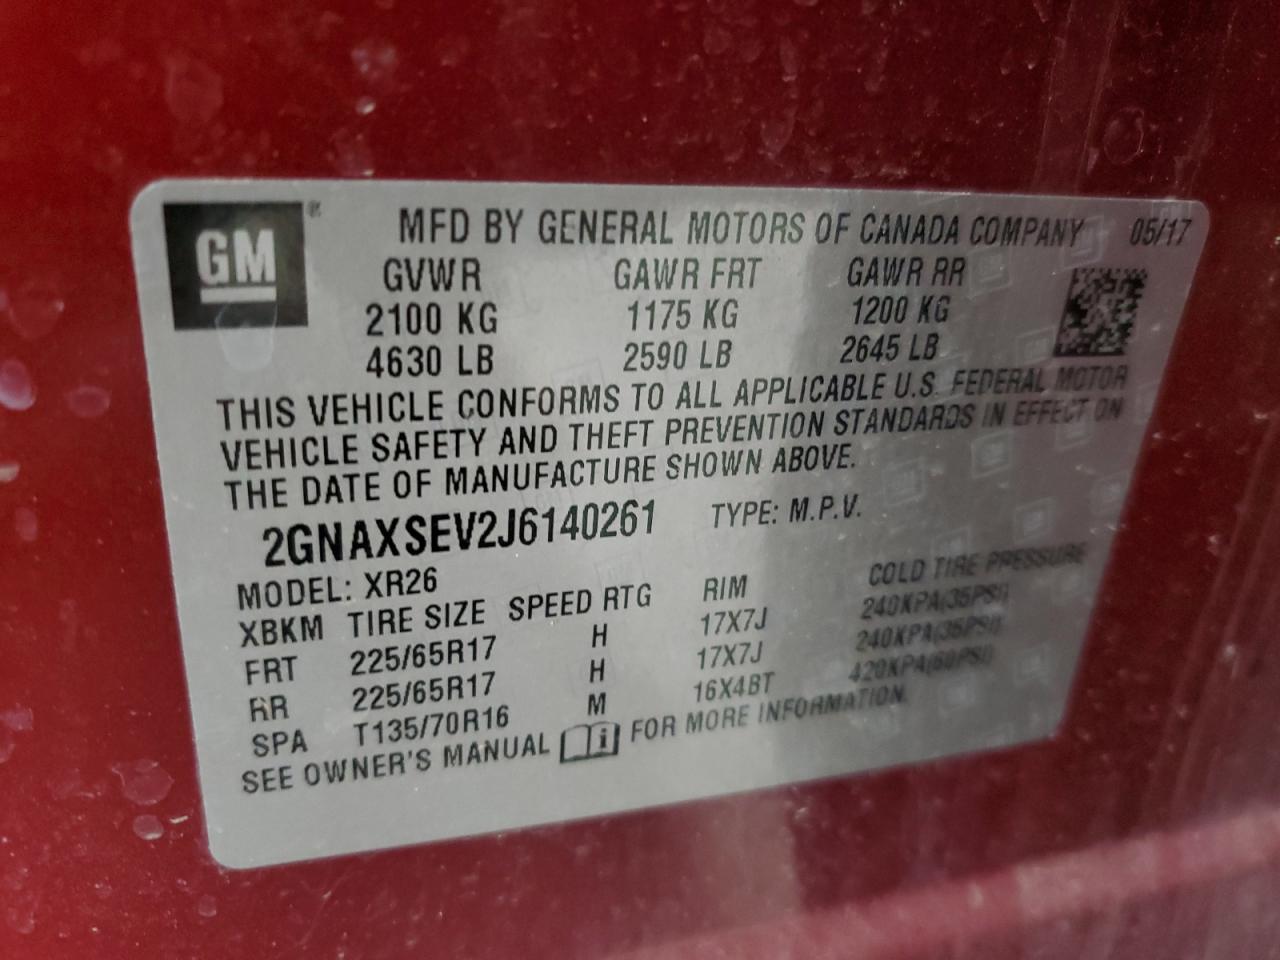 GM ® MFD BY GENERAL MOTORS OF CANADA COMPANY 05/17
GVWR GAWR FRT GAWR RR
2100 KG 1175 KG 1200 KG
4630 LB 2590 LB 2645 LB
THIS VEHICLE CONFORMS TO ALL APPLICABLE U.S. FEDERAL MOTOR
VEHICLE SAFETY AND THEFT PREVENTION STANDARDS IN EFFECT ON
THE DATE OF MANUFACTURE SHOWN ABOVE.
2GNAXSEV2J6140261 TYPE: M.P.V.
MODEL: XR26
XBKM TIRE SIZE SPEED RTG RIM COLD TIRE PRESSURE
FRT 225/65R17 H 17X7J 240KPA(35PSI)
RR 225/65R17 H 17X7J 240KPA(35PSI)
SPA T135/70R16 M 16X4BT 420KPA(60PSI)
SEE OWNER'S MANUAL i FOR MORE INFORMATION.